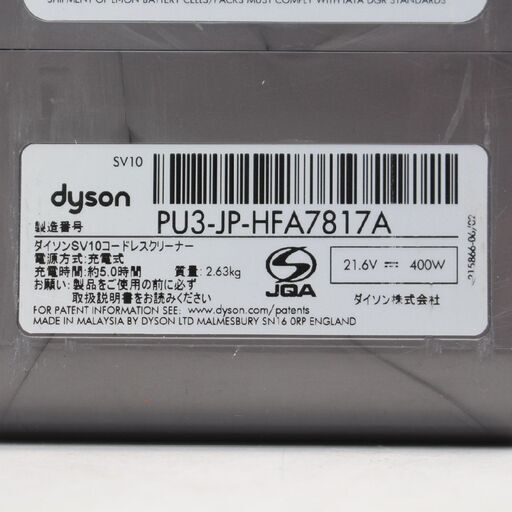 SHIPMENT OF LI-ION BATTERY CELLS/PACKS MUST COMPLY WITH IATA DGR STANDARDS
SV10
dyson
製造番号
PU3-JP-HFA7817A
ダイソンSV10コードレスクリーナー
電源方式:充電式
充電時間:約5.0時間 質量:2.63kg
お願い:製品をご使用の前に必ず
取扱説明書をお読みください
JQA
21.6V ⎓ 400W
ダイソン株式会社
FOR PATENT INFORMATION SEE: www.dyson.com/patents
MADE IN MALAYSIA BY DYSON LTD MALMESBURY SN16 0RP ENGLAND
215866-06/02